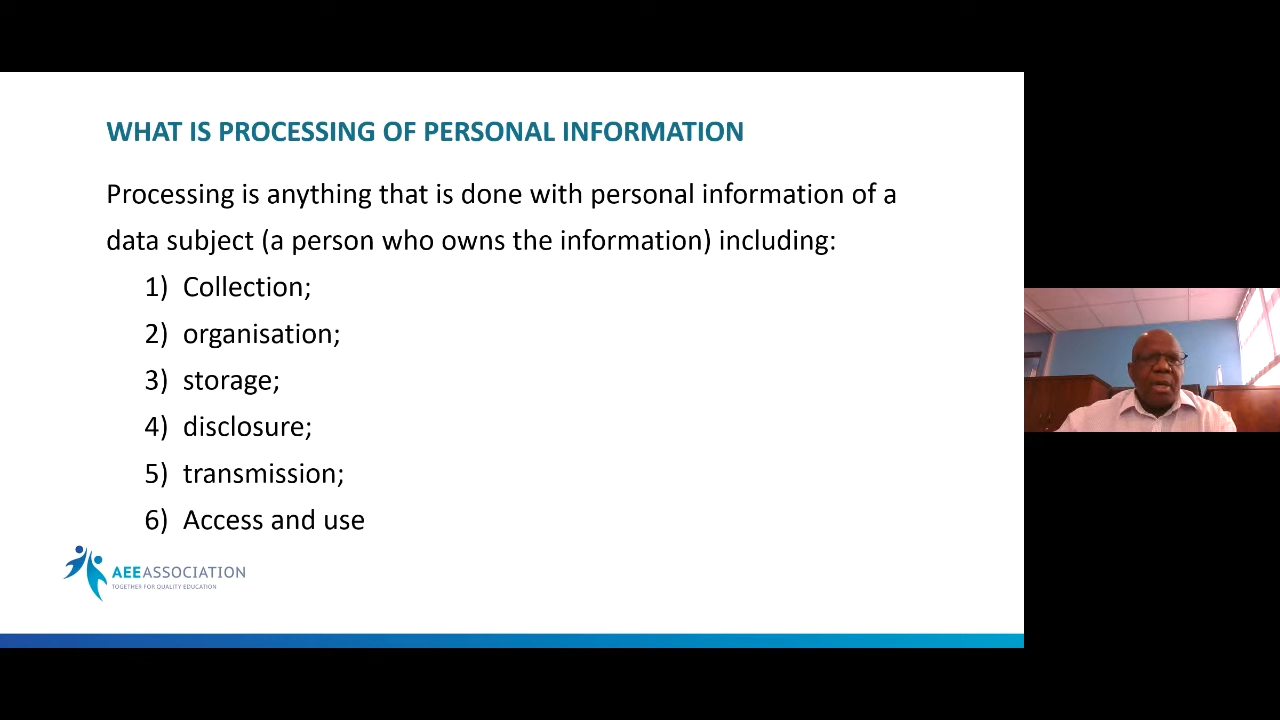 WHAT IS PROCESSING OF PERSONAL INFORMATION
Processing is anything that is done with personal information of a
data subject (a person who owns the information) including:
1) Collection;
2) organisation;
3) storage;
4) disclosure;
5) transmission;
6) Access and use
AEEASSOCIATION
TOGETHER FOR QUALITY EDUCATION